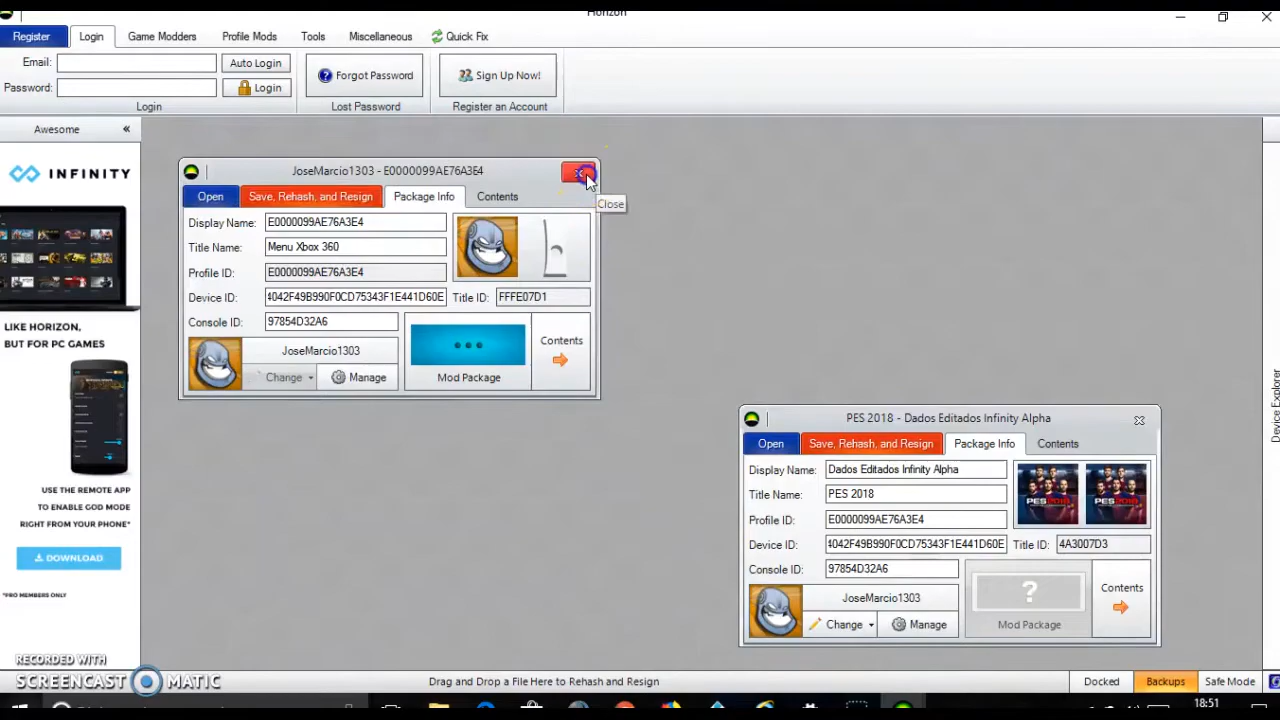 Horizon
Register Login Game Modders Profile Mods Tools Miscellaneous Quick Fix
Email: Auto Login
Password: Login
Forgot Password
Sign Up Now!
Login Lost Password Register an Account
Awesome «
INFINITY
LIKE HORIZON,
BUT FOR PC GAMES
USE THE REMOTE APP
TO ENABLE GOD MODE
RIGHT FROM YOUR PHONE*
DOWNLOAD
*PRO MEMBERS ONLY
JoseMarcio1303 - E0000099AE76A3E4
Open Save, Rehash, and Resign Package Info Contents
Close
Display Name: E0000099AE76A3E4
Title Name: Menu Xbox 360
Profile ID: E0000099AE76A3E4
Device ID: 4042F49B990F0CD75343F1E441D60E Title ID: FFFE07D1
Console ID: 97854D32A6
JoseMarcio1303
Change Manage
Mod Package
Contents
PES 2018 - Dados Editados Infinity Alpha
Open Save, Rehash, and Resign Package Info Contents
Display Name: Dados Editados Infinity Alpha
Title Name: PES 2018
Profile ID: E0000099AE76A3E4
Device ID: 4042F49B990F0CD75343F1E441D60E Title ID: 4A3007D3
Console ID: 97854D32A6
PES2018 PES2018
JoseMarcio1303
Change Manage
?
Mod Package
Contents
Device Explorer
RECORDED WITH
SCREENCAST MATIC
Drag and Drop a File Here to Rehash and Resign
Docked Backups Safe Mode
18:51